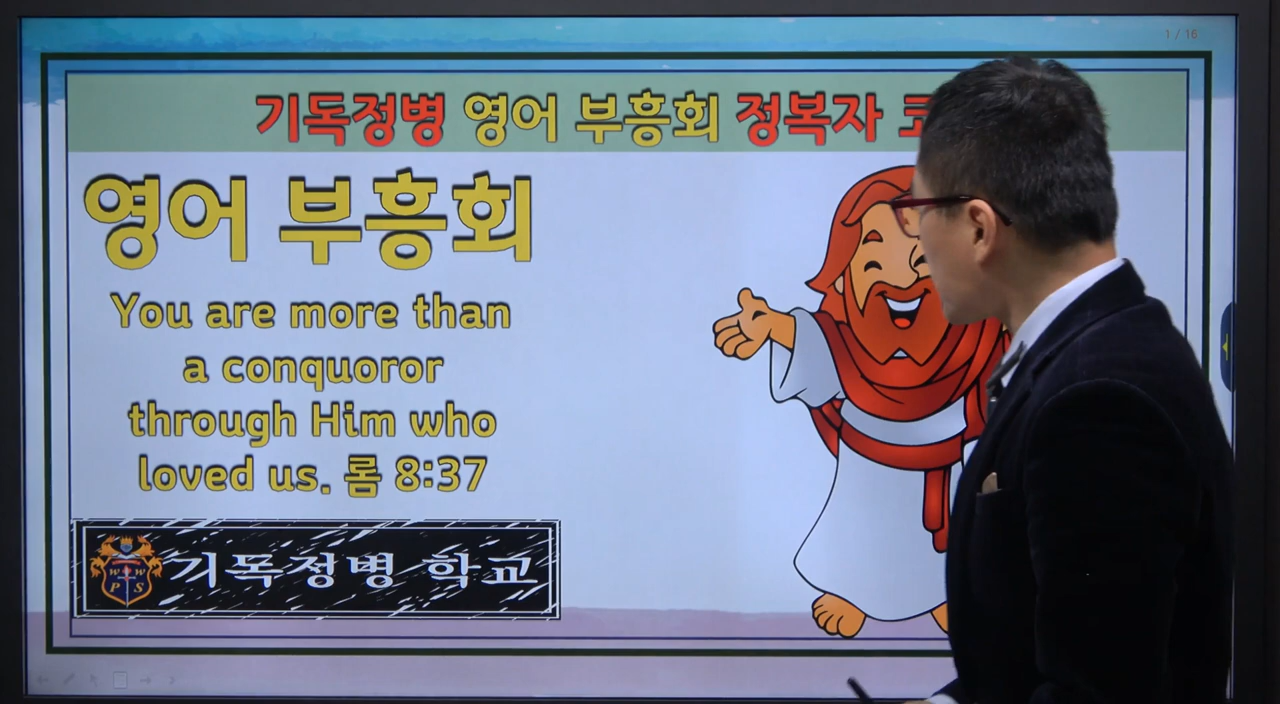 1 / 16
기독정병 영어 부흥회 정복자
영어 부흥회
You are more than
a conquoror
through Him who
loved us. 롬 8:37
W W
P S
기독정병 학교